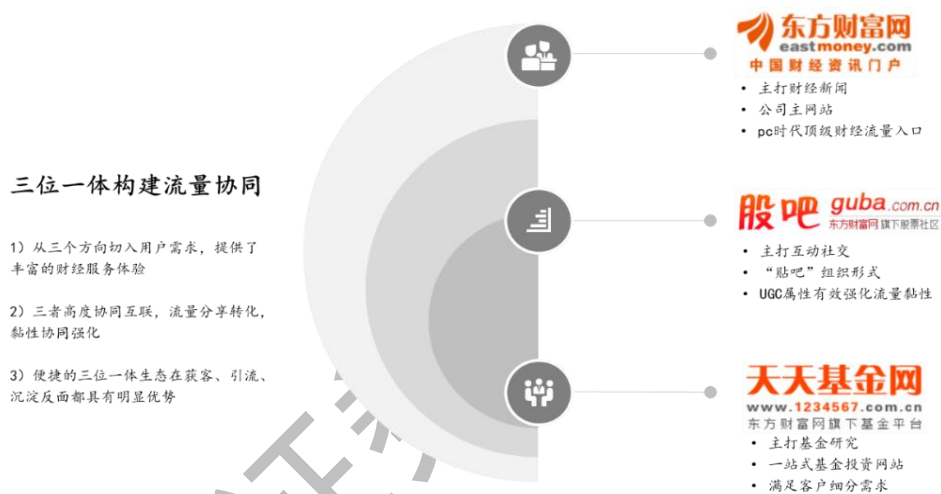 三位一体构建流量协同
1）从三个方向切入用户需求，提供了
丰富的财经服务体验
2）三者高度协同互联，流量分享转化，
黏性协同强化
3）便捷的三位一体生态在获客、引流、
沉淀反面都具有明显优势
东方财富网
eastmoney.com
中国财经资讯门户
• 主打财经新闻
• 公司主网站
• pc时代顶级财经流量入口
股吧 guba.com.cn
东方财富网旗下股票社区
• 主打互动社交
• “贴吧”组织形式
• UGC属性有效强化流量黏性
天天基金网
www.1234567.com.cn
东方财富网旗下基金平台
• 主打基金研究
• 一站式基金投资网站
• 满足客户细分需求